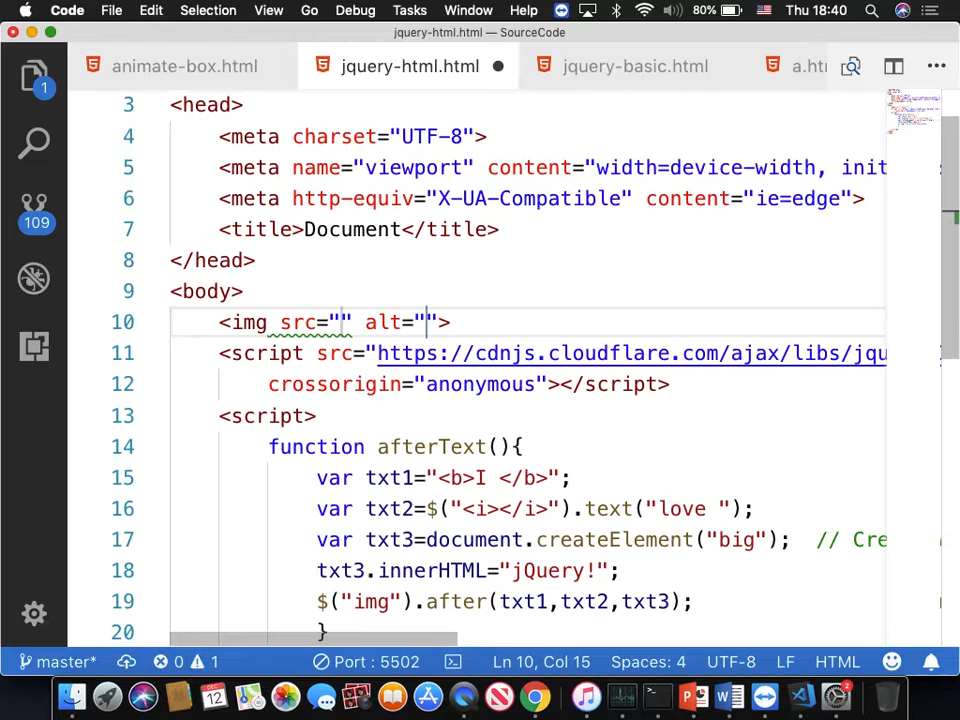 Code File Edit Selection View Go Debug Tasks Window Help 80% Thu 18:40
jquery-html.html — SourceCode
animate-box.html jquery-html.html jquery-basic.html a.htm
1
109
3 <head>
4 <meta charset="UTF-8">
5 <meta name="viewport" content="width=device-width, init
6 <meta http-equiv="X-UA-Compatible" content="ie=edge">
7 <title>Document</title>
8 </head>
9 <body>
10 <img src="" alt="">
11 <script src="https://cdnjs.cloudflare.com/ajax/libs/jqu
12 crossorigin="anonymous"></script>
13 <script>
14 function afterText(){
15 var txt1="<b>I </b>";
16 var txt2=$("<i></i>").text("love ");
17 var txt3=document.createElement("big"); // Cre
18 txt3.innerHTML="jQuery!";
19 $("img").after(txt1,txt2,txt3);
20 }
master* 0 1 Port : 5502 Ln 10, Col 15 Spaces: 4 UTF-8 LF HTML
DEC 12 2